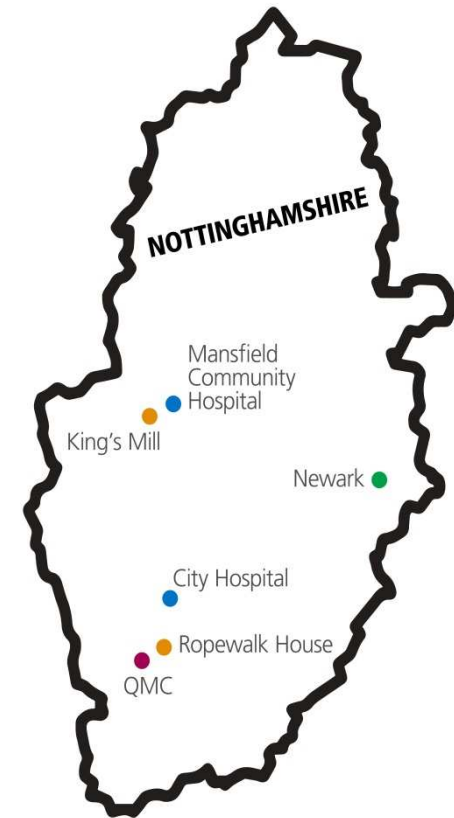 NOTTINGHAMSHIRE
Mansfield
Community
Hospital
King's Mill
Newark
City Hospital
Ropewalk House
QMC